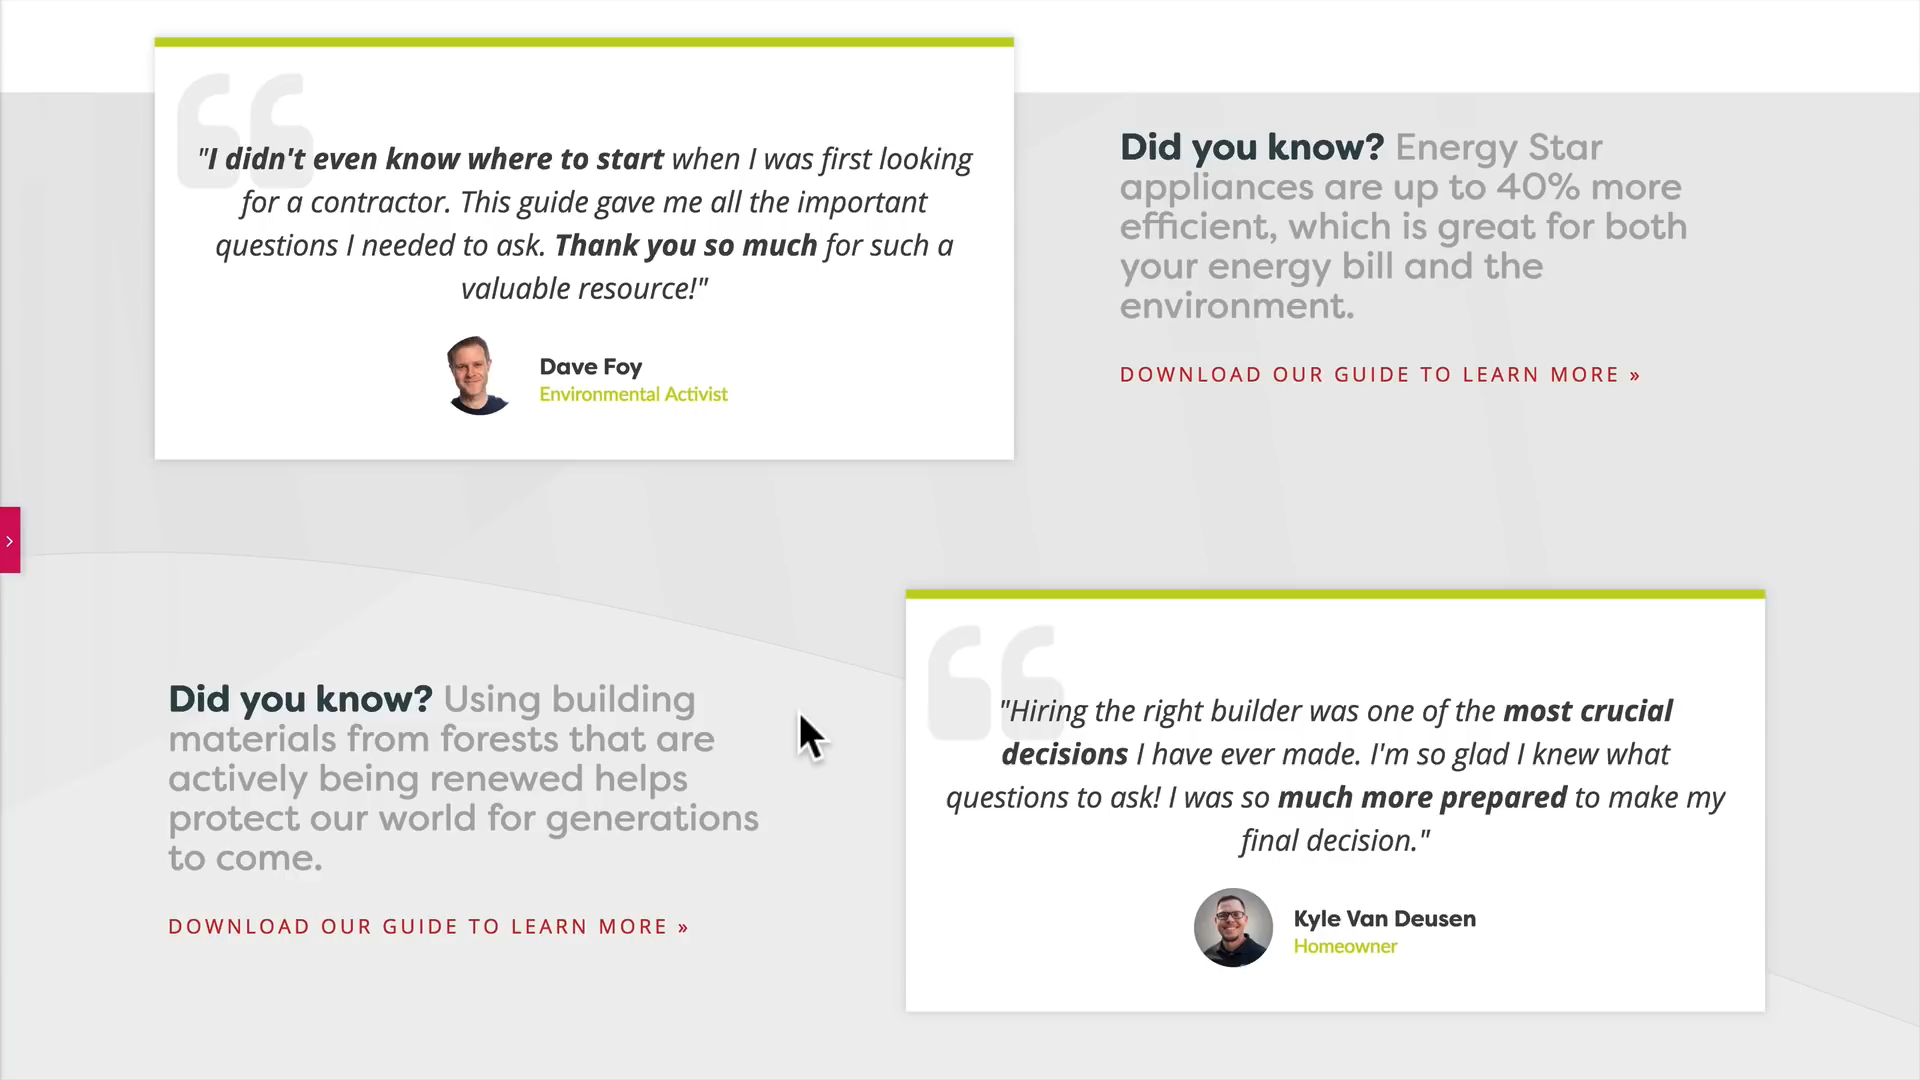 "I didn't even know where to start when I was first looking
for a contractor. This guide gave me all the important
questions I needed to ask. Thank you so much for such a
valuable resource!"
Dave Foy
Environmental Activist
Did you know? Energy Star
appliances are up to 40% more
efficient, which is great for both
your energy bill and the
environment.
DOWNLOAD OUR GUIDE TO LEARN MORE »
Did you know? Using building
materials from forests that are
actively being renewed helps
protect our world for generations
to come.
DOWNLOAD OUR GUIDE TO LEARN MORE »
"Hiring the right builder was one of the most crucial
decisions I have ever made. I'm so glad I knew what
questions to ask! I was so much more prepared to make my
final decision."
Kyle Van Deusen
Homeowner